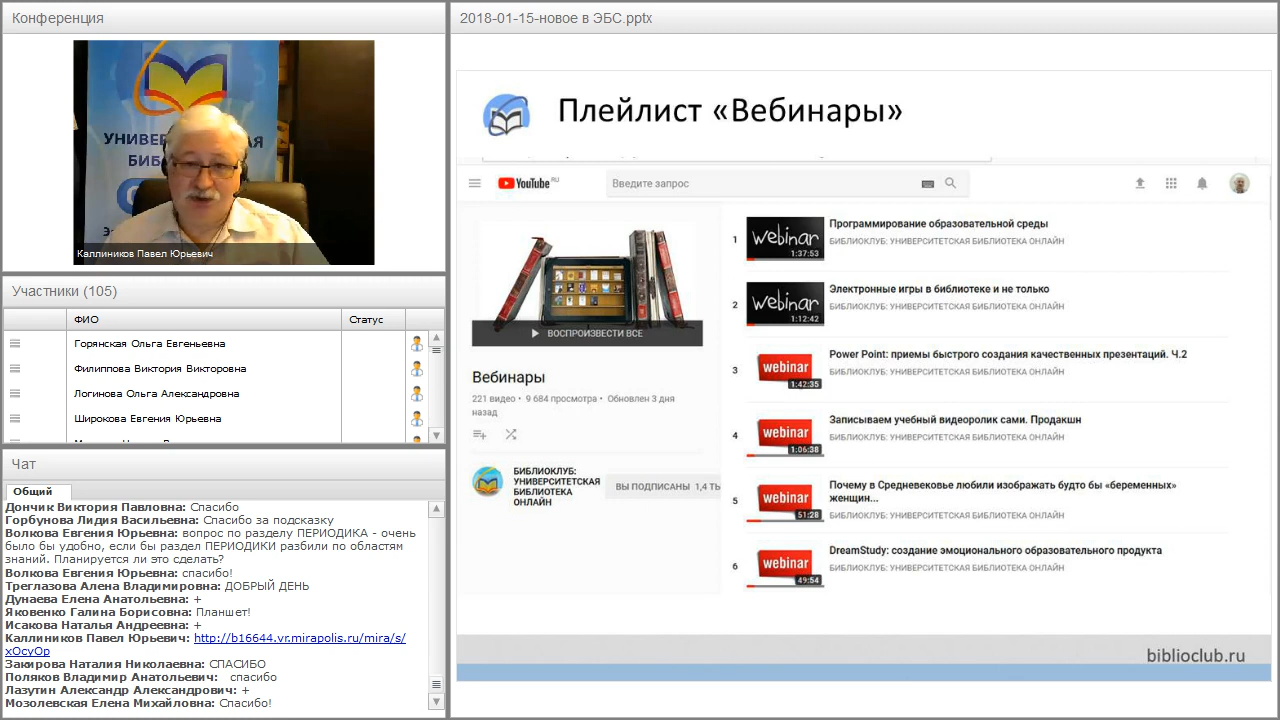 Конференция
УНИВЕР
АЯ
БИБ
Каллиников Павел Юрьевич
Участники (105)
ФИО
Статус
Горянская Ольга Евгеньевна
Филиппова Виктория Викторовна
Логинова Ольга Александровна
Широкова Евгения Юрьевна
Чат
Общий
Дончик Виктория Павловна: Спасибо
Горбунова Лидия Васильевна: Спасибо за подсказку
Волкова Евгения Юрьевна: вопрос по разделу ПЕРИОДИКА - очень
было бы удобно, если бы раздел ПЕРИОДИКИ разбили по областям
знаний. Планируется ли это сделать?
Волкова Евгения Юрьевна: спасибо!
Треглазова Алена Владимировна: ДОБРЫЙ ДЕНЬ
Дунаева Елена Анатольевна: +
Яковенко Галина Борисовна: Планшет!
Исакова Наталья Андреевна: +
Каллиников Павел Юрьевич: http://b16644.vr.mirapolis.ru/mira/s/
xOcyOp
Закирова Наталия Николаевна: СПАСИБО
Поляков Владимир Анатольевич: спасибо
Лазутин Александр Александрович: +
Мозолевская Елена Михайловна: Спасибо!
2018-01-15-новое в ЭБС.pptx
Плейлист «Вебинары»
YouTube RU
Введите запрос
ВОСПРОИЗВЕСТИ ВСЕ
Вебинары
221 видео • 9 684 просмотра • Обновлен 3 дня
назад
БИБЛИОКЛУБ:
УНИВЕРСИТЕТСКАЯ
БИБЛИОТЕКА
ОНЛАЙН
ВЫ ПОДПИСАНЫ 1,4 ТЬ
1
webinar
1:37:53
Программирование образовательной среды
БИБЛИОКЛУБ: УНИВЕРСИТЕТСКАЯ БИБЛИОТЕКА ОНЛАЙН
2
webinar
1:12:42
Электронные игры в библиотеке и не только
БИБЛИОКЛУБ: УНИВЕРСИТЕТСКАЯ БИБЛИОТЕКА ОНЛАЙН
3
webinar
1:42:35
Power Point: приемы быстрого создания качественных презентаций. Ч.2
БИБЛИОКЛУБ: УНИВЕРСИТЕТСКАЯ БИБЛИОТЕКА ОНЛАЙН
4
webinar
1:06:38
Записываем учебный видеоролик сами. Продакшн
БИБЛИОКЛУБ: УНИВЕРСИТЕТСКАЯ БИБЛИОТЕКА ОНЛАЙН
5
webinar
51:28
Почему в Средневековье любили изображать будто бы «беременных»
женщин...
БИБЛИОКЛУБ: УНИВЕРСИТЕТСКАЯ БИБЛИОТЕКА ОНЛАЙН
6
webinar
49:54
DreamStudy: создание эмоционального образовательного продукта
БИБЛИОКЛУБ: УНИВЕРСИТЕТСКАЯ БИБЛИОТЕКА ОНЛАЙН
biblioclub.ru